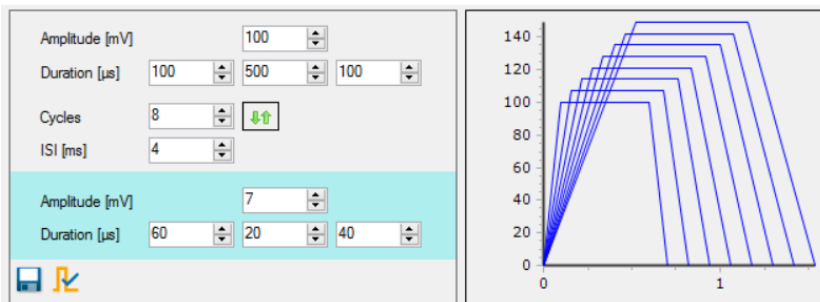 Amplitude [mV] 100
Duration [µs] 100 500 100
Cycles 8
ISI [ms] 4
Amplitude [mV] 7
Duration [µs] 60 20 40
140
120
100
80
60
40
20
0
0 1